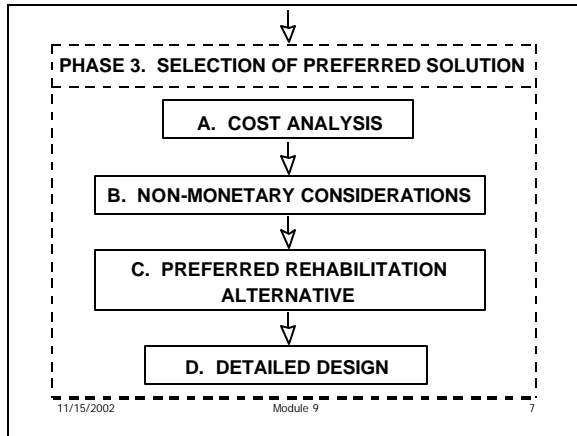 PHASE 3. SELECTION OF PREFERRED SOLUTION
A. COST ANALYSIS
B. NON-MONETARY CONSIDERATIONS
C. PREFERRED REHABILITATION
ALTERNATIVE
D. DETAILED DESIGN
11/15/2002 Module 9 7